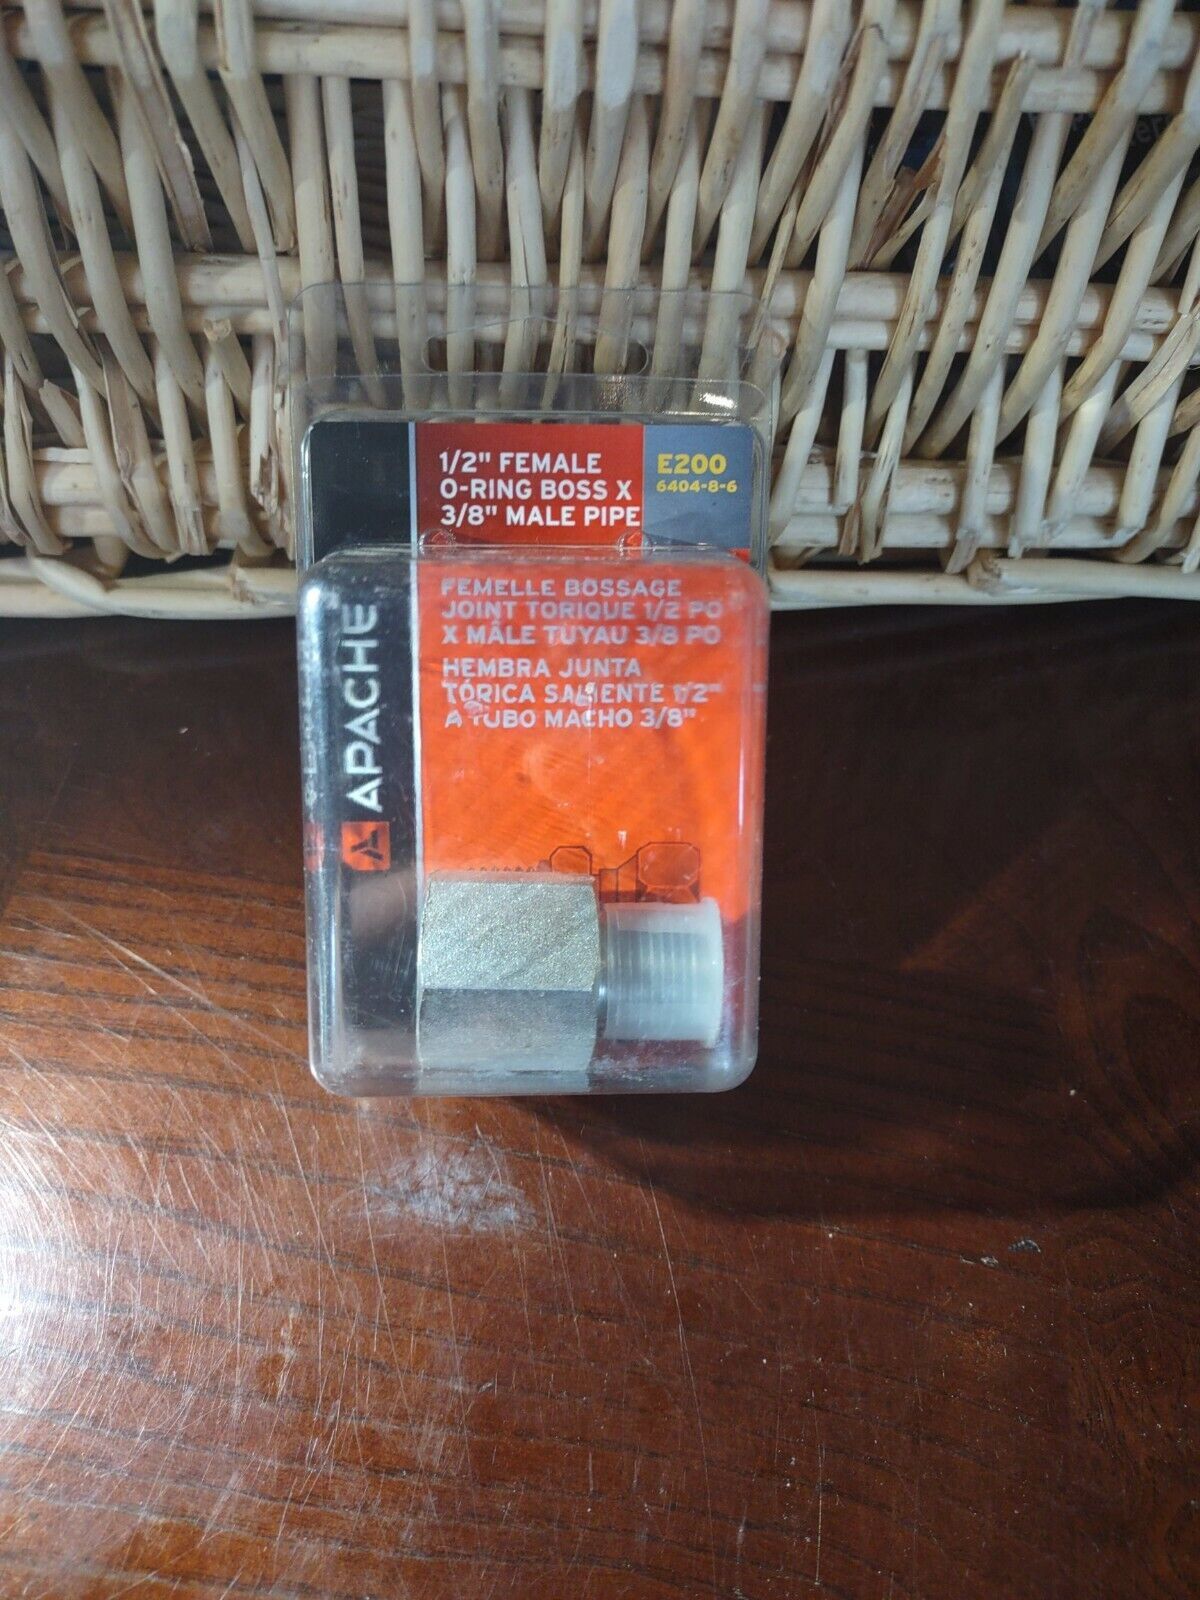 1/2" FEMALE
O-RING BOSS X
3/8" MALE PIPE
E200
6404-8-6
FEMELLE BOSSAGE
JOINT TORIQUE 1/2 PO
X MÂLE TUYAU 3/8 PO
HEMBRA JUNTA
TÓRICA SALIENTE 1/2"
A TUBO MACHO 3/8"
APACHE